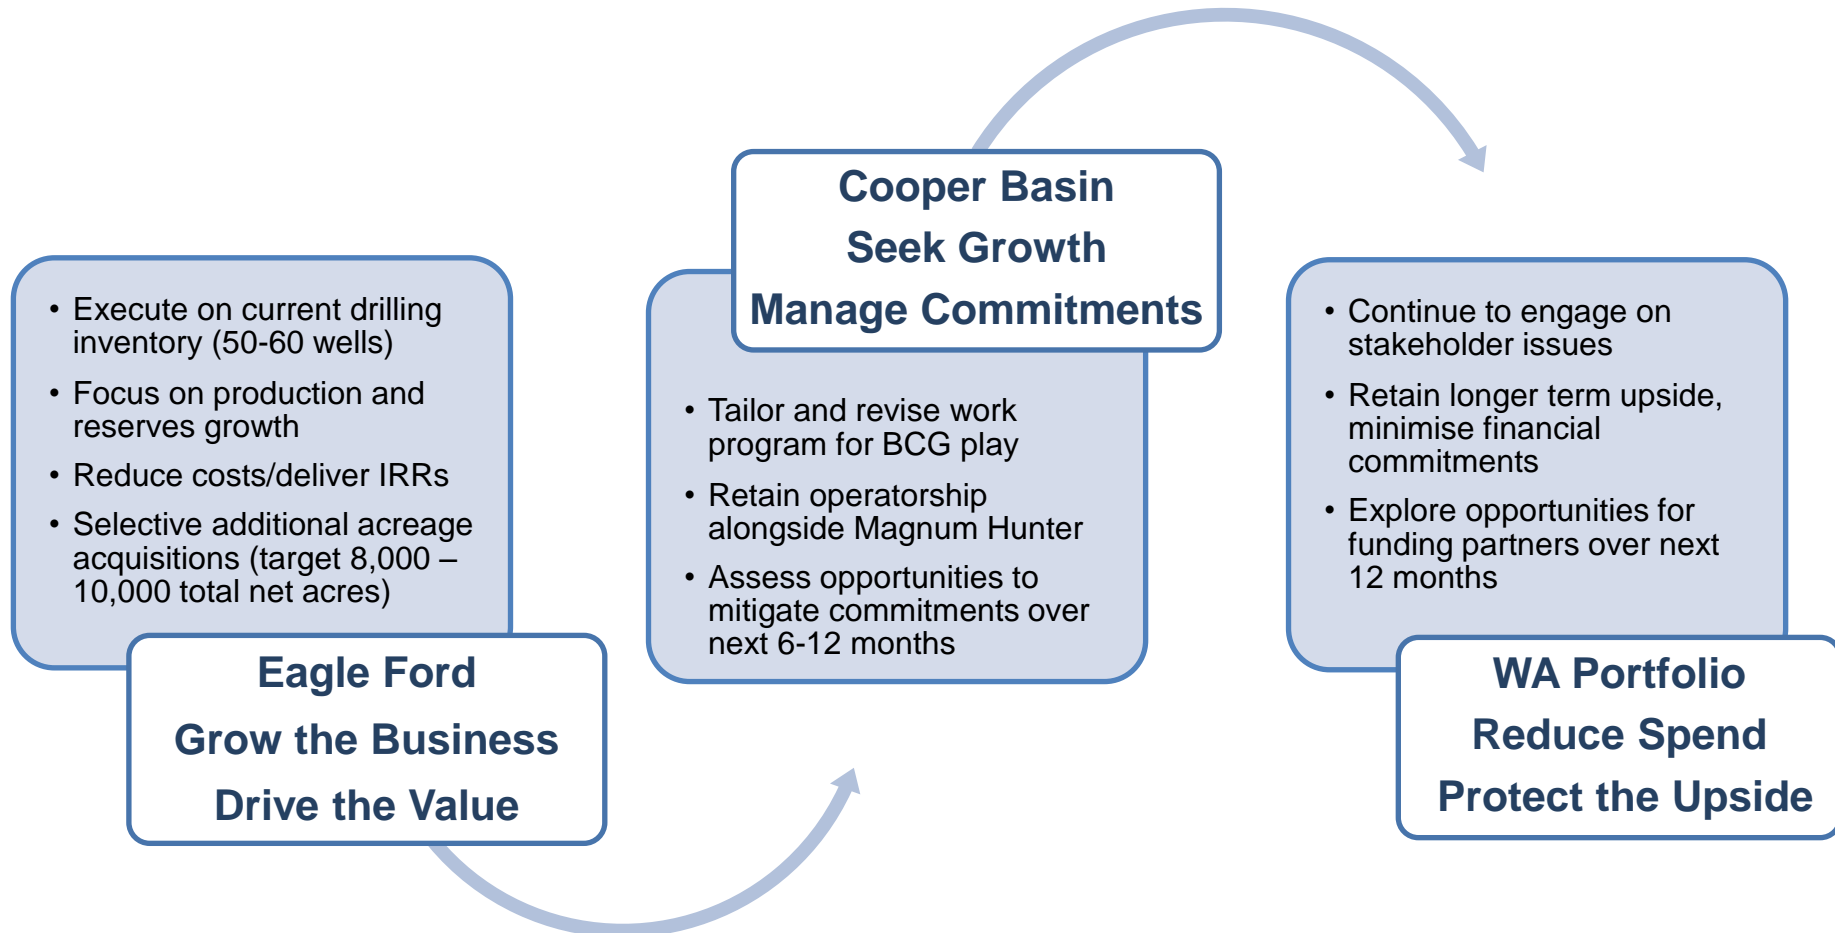 • Execute on current drilling
inventory (50-60 wells)
• Focus on production and
reserves growth
• Reduce costs/deliver IRRs
• Selective additional acreage
acquisitions (target 8,000 –
10,000 total net acres)
Eagle Ford
Grow the Business
Drive the Value
Cooper Basin
Seek Growth
Manage Commitments
• Tailor and revise work
program for BCG play
• Retain operatorship
alongside Magnum Hunter
• Assess opportunities to
mitigate commitments over
next 6-12 months
• Continue to engage on
stakeholder issues
• Retain longer term upside,
minimise financial
commitments
• Explore opportunities for
funding partners over next
12 months
WA Portfolio
Reduce Spend
Protect the Upside